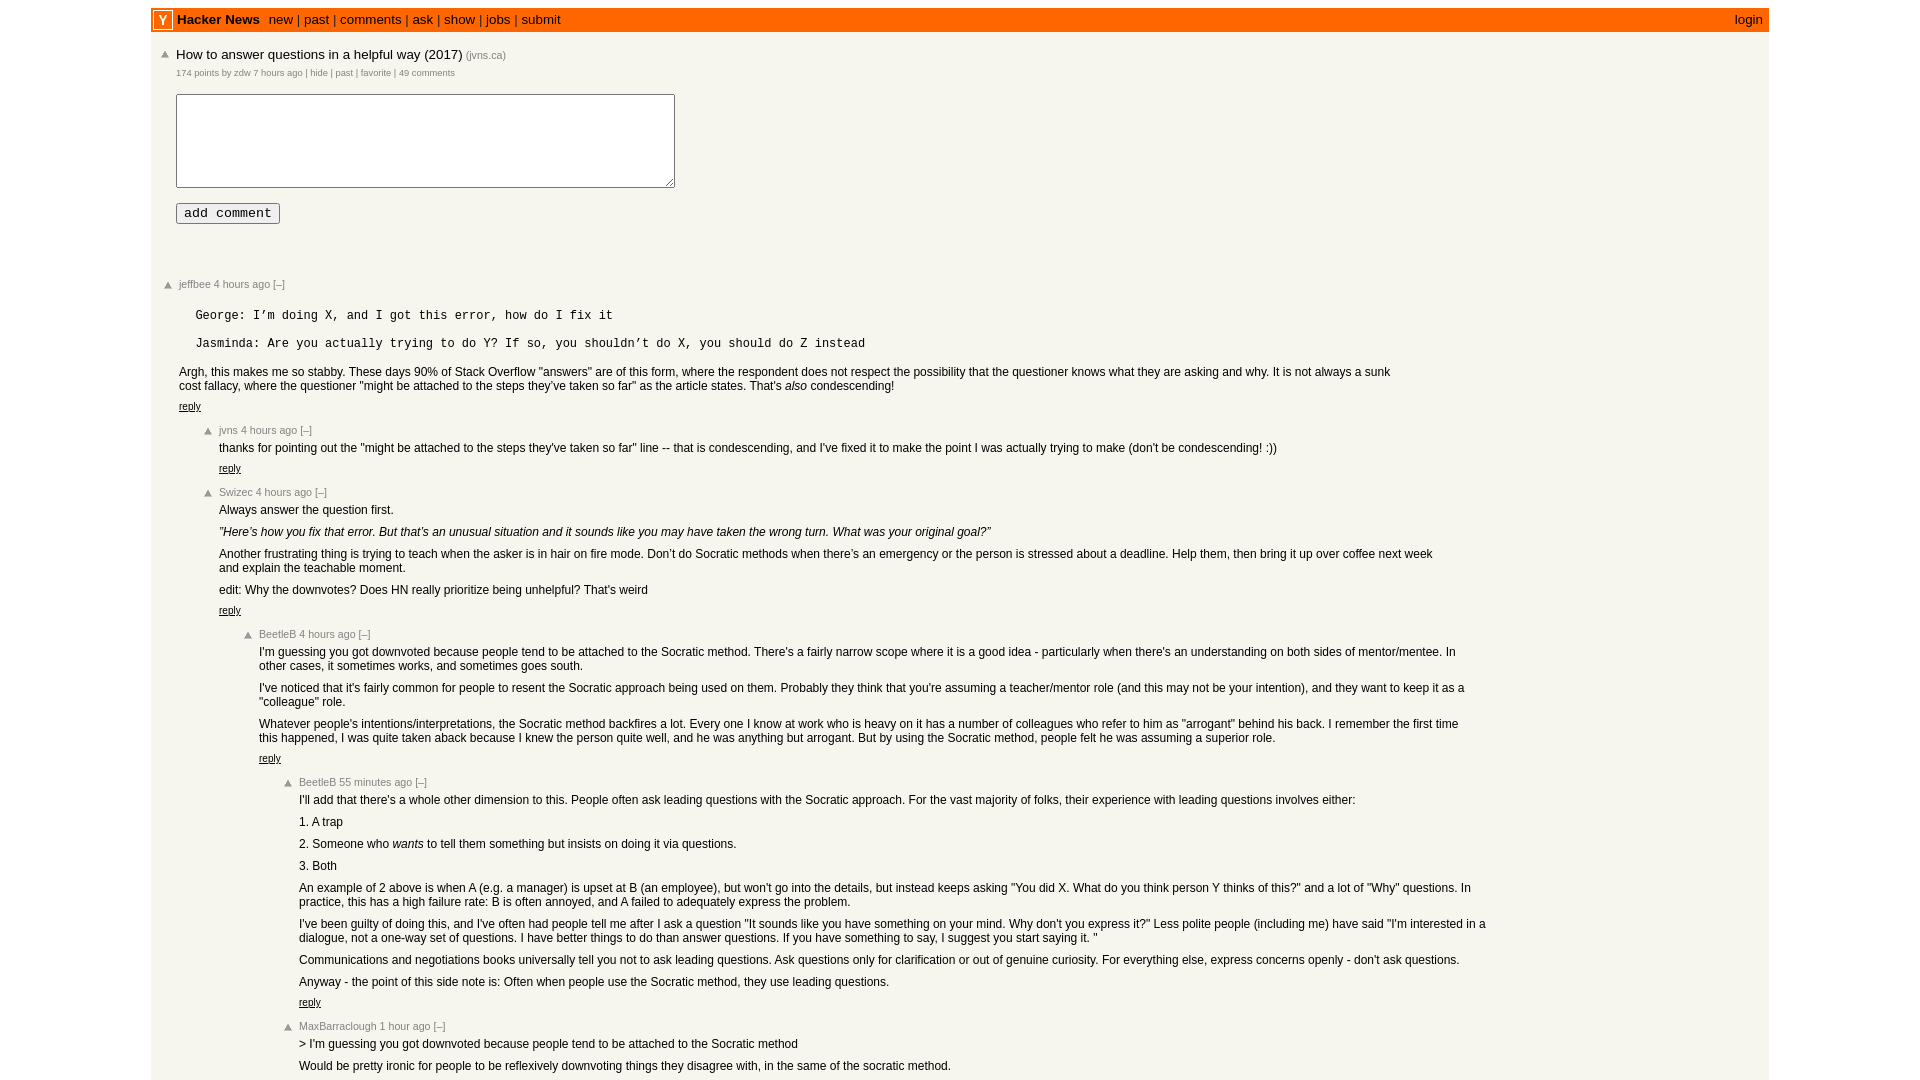 Y Hacker News new | past | comments | ask | show | jobs | submit login
How to answer questions in a helpful way (2017) (jvns.ca)
174 points by zdw 7 hours ago | hide | past | favorite | 49 comments
add comment
jeffbee 4 hours ago [–]
George: I’m doing X, and I got this error, how do I fix it
Jasminda: Are you actually trying to do Y? If so, you shouldn’t do X, you should do Z instead
Argh, this makes me so stabby. These days 90% of Stack Overflow "answers" are of this form, where the respondent does not respect the possibility that the questioner knows what they are asking and why. It is not always a sunk
cost fallacy, where the questioner "might be attached to the steps they’ve taken so far" as the article states. That's also condescending!
reply
jvns 4 hours ago [–]
thanks for pointing out the "might be attached to the steps they've taken so far" line -- that is condescending, and I've fixed it to make the point I was actually trying to make (don't be condescending! :))
reply
Swizec 4 hours ago [–]
Always answer the question first.
”Here’s how you fix that error. But that’s an unusual situation and it sounds like you may have taken the wrong turn. What was your original goal?”
Another frustrating thing is trying to teach when the asker is in hair on fire mode. Don’t do Socratic methods when there’s an emergency or the person is stressed about a deadline. Help them, then bring it up over coffee next week
and explain the teachable moment.
edit: Why the downvotes? Does HN really prioritize being unhelpful? That's weird
reply
BeetleB 4 hours ago [–]
I'm guessing you got downvoted because people tend to be attached to the Socratic method. There's a fairly narrow scope where it is a good idea - particularly when there's an understanding on both sides of mentor/mentee. In
other cases, it sometimes works, and sometimes goes south.
I've noticed that it's fairly common for people to resent the Socratic approach being used on them. Probably they think that you're assuming a teacher/mentor role (and this may not be your intention), and they want to keep it as a
"colleague" role.
Whatever people's intentions/interpretations, the Socratic method backfires a lot. Every one I know at work who is heavy on it has a number of colleagues who refer to him as "arrogant" behind his back. I remember the first time
this happened, I was quite taken aback because I knew the person quite well, and he was anything but arrogant. But by using the Socratic method, people felt he was assuming a superior role.
reply
BeetleB 55 minutes ago [–]
I'll add that there's a whole other dimension to this. People often ask leading questions with the Socratic approach. For the vast majority of folks, their experience with leading questions involves either:
1. A trap
2. Someone who wants to tell them something but insists on doing it via questions.
3. Both
An example of 2 above is when A (e.g. a manager) is upset at B (an employee), but won't go into the details, but instead keeps asking "You did X. What do you think person Y thinks of this?" and a lot of "Why" questions. In
practice, this has a high failure rate: B is often annoyed, and A failed to adequately express the problem.
I've been guilty of doing this, and I've often had people tell me after I ask a question "It sounds like you have something on your mind. Why don't you express it?" Less polite people (including me) have said "I'm interested in a
dialogue, not a one-way set of questions. I have better things to do than answer questions. If you have something to say, I suggest you start saying it. "
Communications and negotiations books universally tell you not to ask leading questions. Ask questions only for clarification or out of genuine curiosity. For everything else, express concerns openly - don't ask questions.
Anyway - the point of this side note is: Often when people use the Socratic method, they use leading questions.
reply
MaxBarraclough 1 hour ago [–]
> I'm guessing you got downvoted because people tend to be attached to the Socratic method
Would be pretty ironic for people to be reflexively downvoting things they disagree with, in the same of the socratic method.